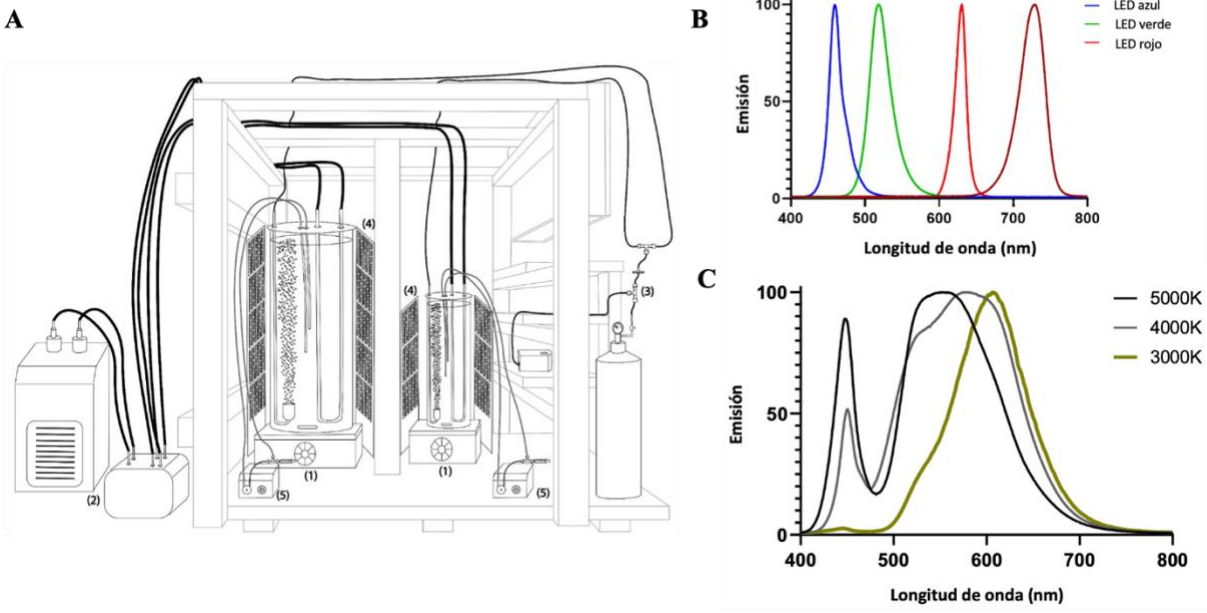 A
(4)
(4)
(3)
(2)
(1)
(1)
(5)
(5)
B
100
50
0
Emisión
400
500
600
700
800
Longitud de onda (nm)
LED azul
LED verde
LED rojo
C
100
50
0
Emisión
400
500
600
700
800
Longitud de onda (nm)
5000K
4000K
3000K